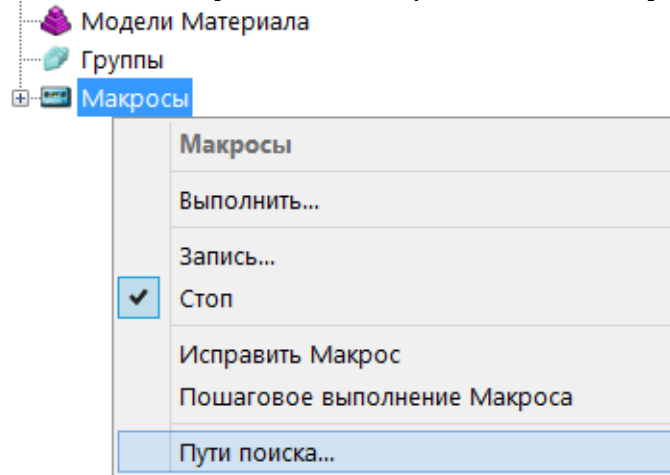 Модели Материала
Группы
Макросы
Макросы
Выполнить...
Запись...
Стоп
Исправить Макрос
Пошаговое выполнение Макроса
Пути поиска...